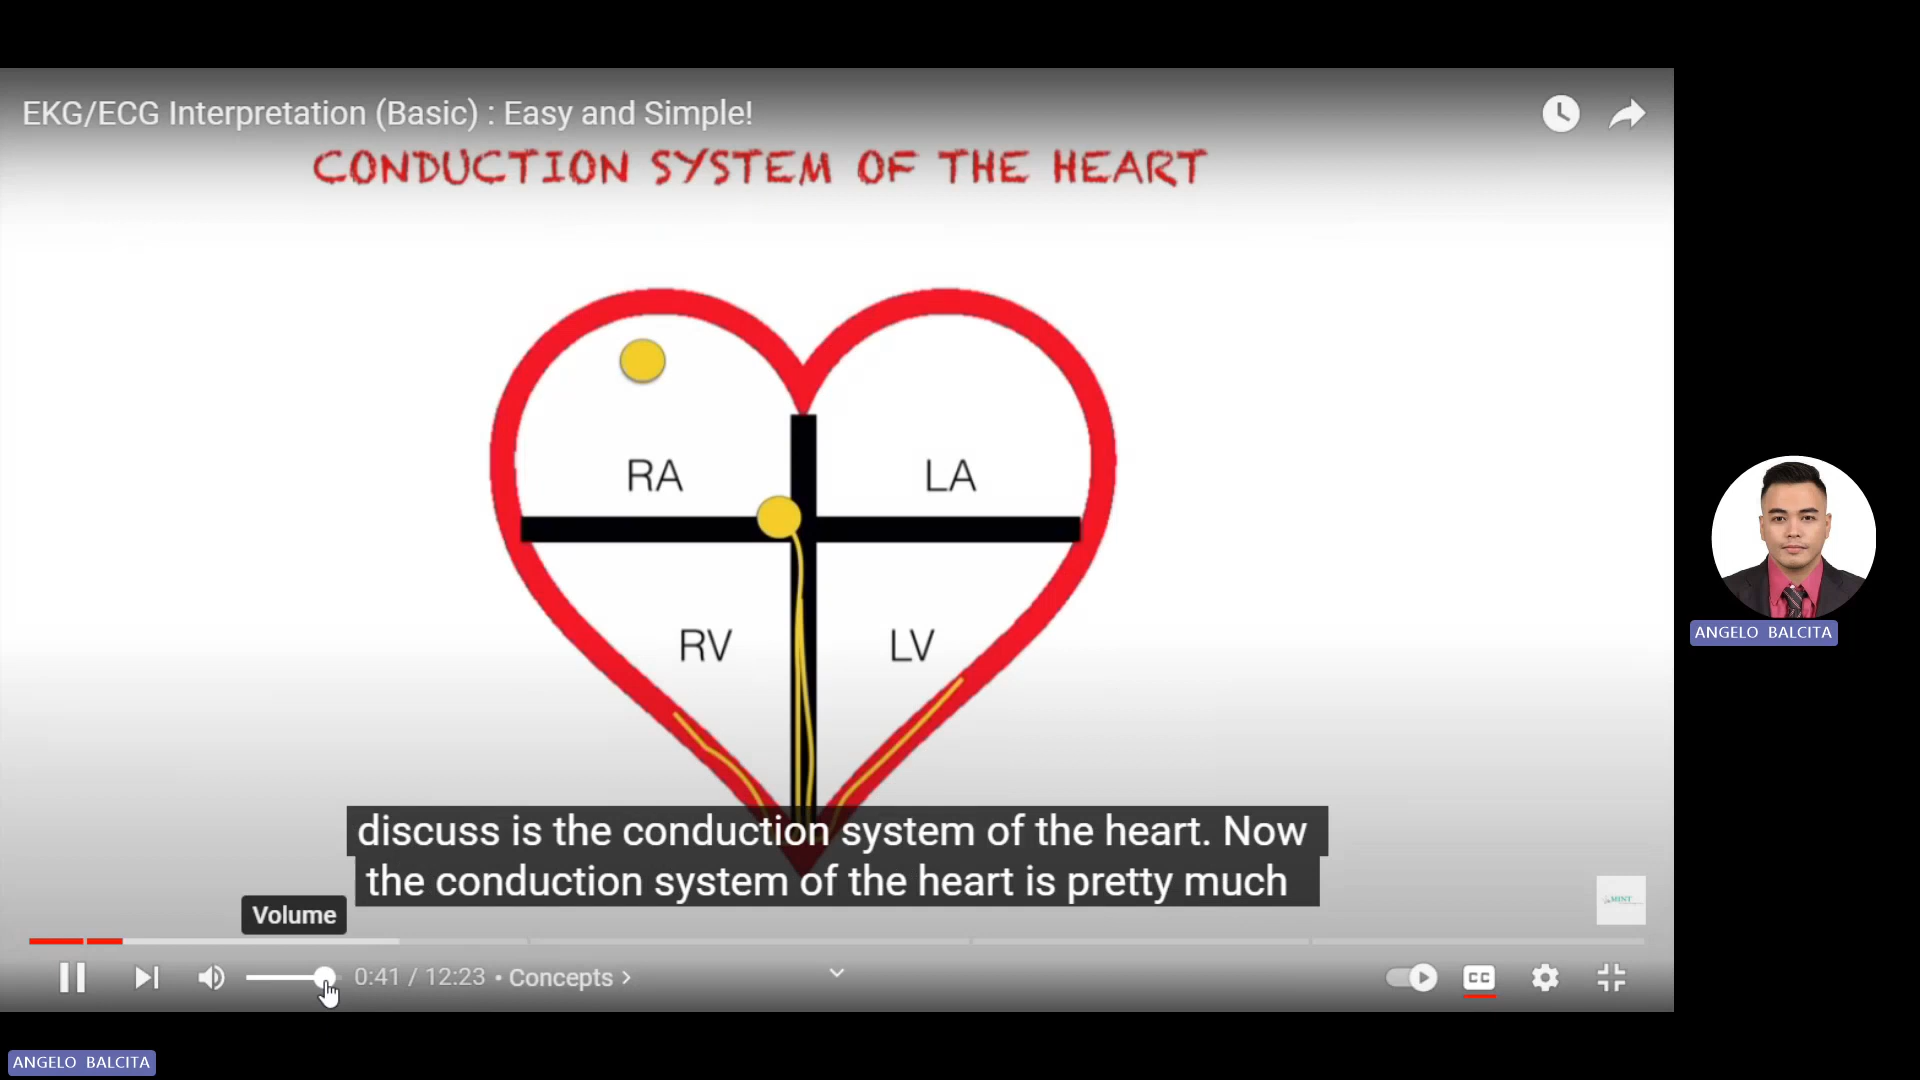 EKG/ECG Interpretation (Basic) : Easy and Simple!
CONDUCTION SYSTEM OF THE HEART
RA
LA
RV
LV
discuss is the conduction system of the heart. Now
the conduction system of the heart is pretty much
Volume
0:41 / 12:23 • Concepts >
CC
MINT
ANGELO BALCITA
ANGELO BALCITA